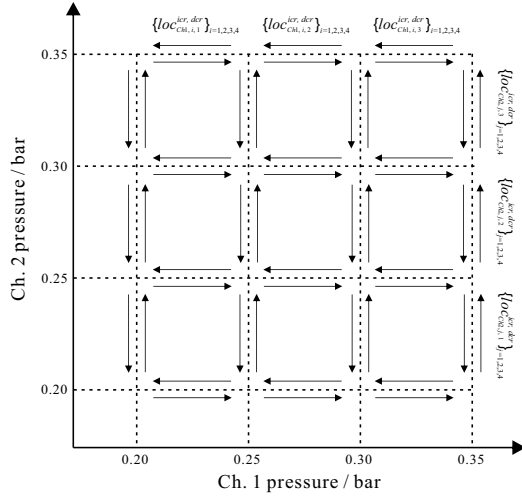 {loc^{icr, dcr}_{Ch1, i, 1}}_{i=1,2,3,4} {loc^{icr, dcr}_{Ch1, i, 2}}_{i=1,2,3,4} {loc^{icr, dcr}_{Ch1, i, 3}}_{i=1,2,3,4}
0.35
{loc^{icr, dcr}_{Ch2, j, 3}}_{j=1,2,3,4}
0.30
{loc^{icr, dcr}_{Ch2, j, 2}}_{j=1,2,3,4}
Ch. 2 pressure / bar
0.25
{loc^{icr, dcr}_{Ch2, j, 1}}_{j=1,2,3,4}
0.20
0.20 0.25 0.30 0.35
Ch. 1 pressure / bar